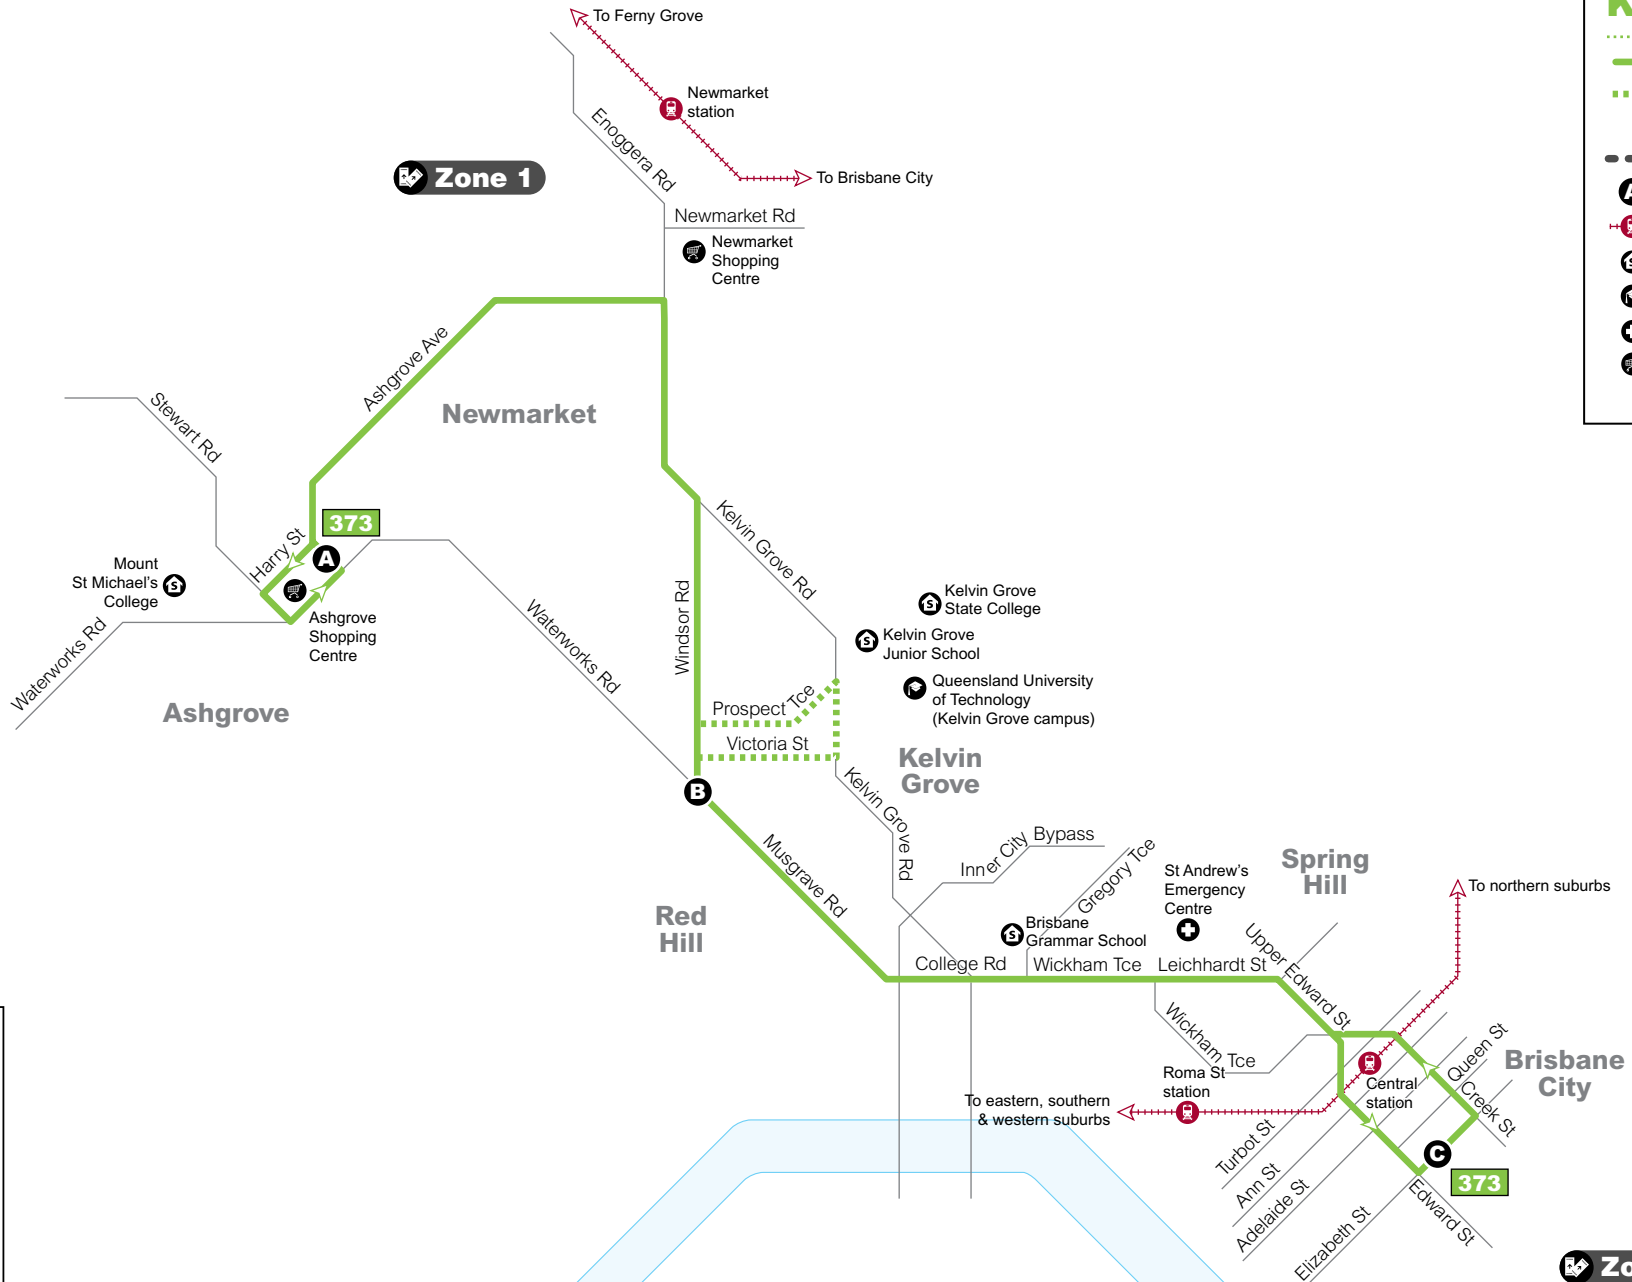 To Ferny Grove
Newmarket
station
Enoggera Rd
To Brisbane City
Zone 1
Newmarket Rd
Newmarket
Shopping
Centre
Ashgrove Ave
Newmarket
Stewart Rd
373
Harry St
A
Mount
St Michael's
College
Ashgrove
Shopping
Centre
Waterworks Rd
Waterworks Rd
Ashgrove
Kelvin Grove Rd
Windsor Rd
Kelvin Grove
State College
Kelvin Grove
Junior School
Queensland University
of Technology
(Kelvin Grove campus)
Prospect Tce
Victoria St
Kelvin
Grove
B
Kelvin Grove Rd
Musgrave Rd
Inner City Bypass
Gregory Tce
St Andrew's
Emergency
Centre
Spring
Hill
To northern suburbs
Red
Hill
Brisbane
Grammar School
College Rd
Wickham Tce
Leichhardt St
Upper Edward St
Wickham Tce
Roma St
station
To eastern, southern
& western suburbs
Central
station
Queen St
Creek St
Brisbane
City
C
373
Turbot St
Ann St
Adelaide St
Elizabeth St
Edward St